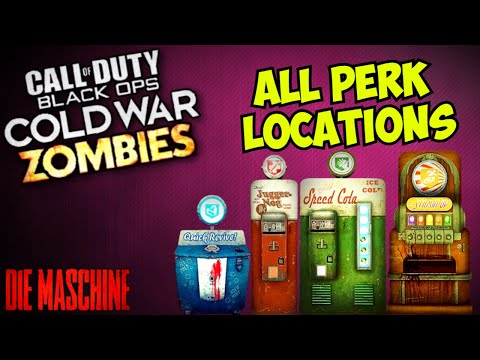 CALL OF DUTY
BLACK OPS
COLD WAR
ZOMBIES
ALL PERK
LOCATIONS
Quick Revive!
Jugger-
Nog
Speed Cola
ICE
COL
DIE MASCHINE